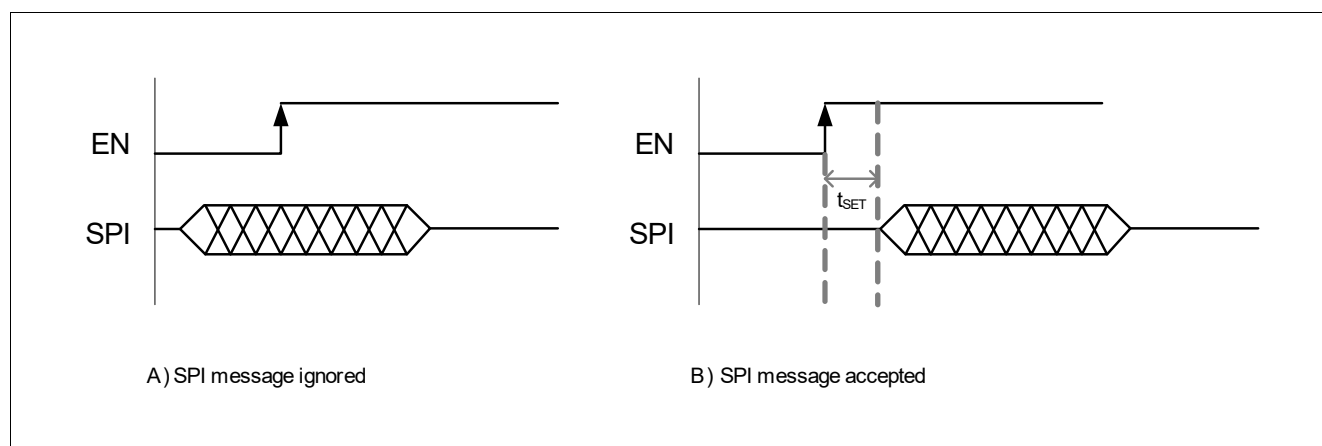 EN
SPI
A) SPI message ignored
EN
tSET
SPI
B) SPI message accepted